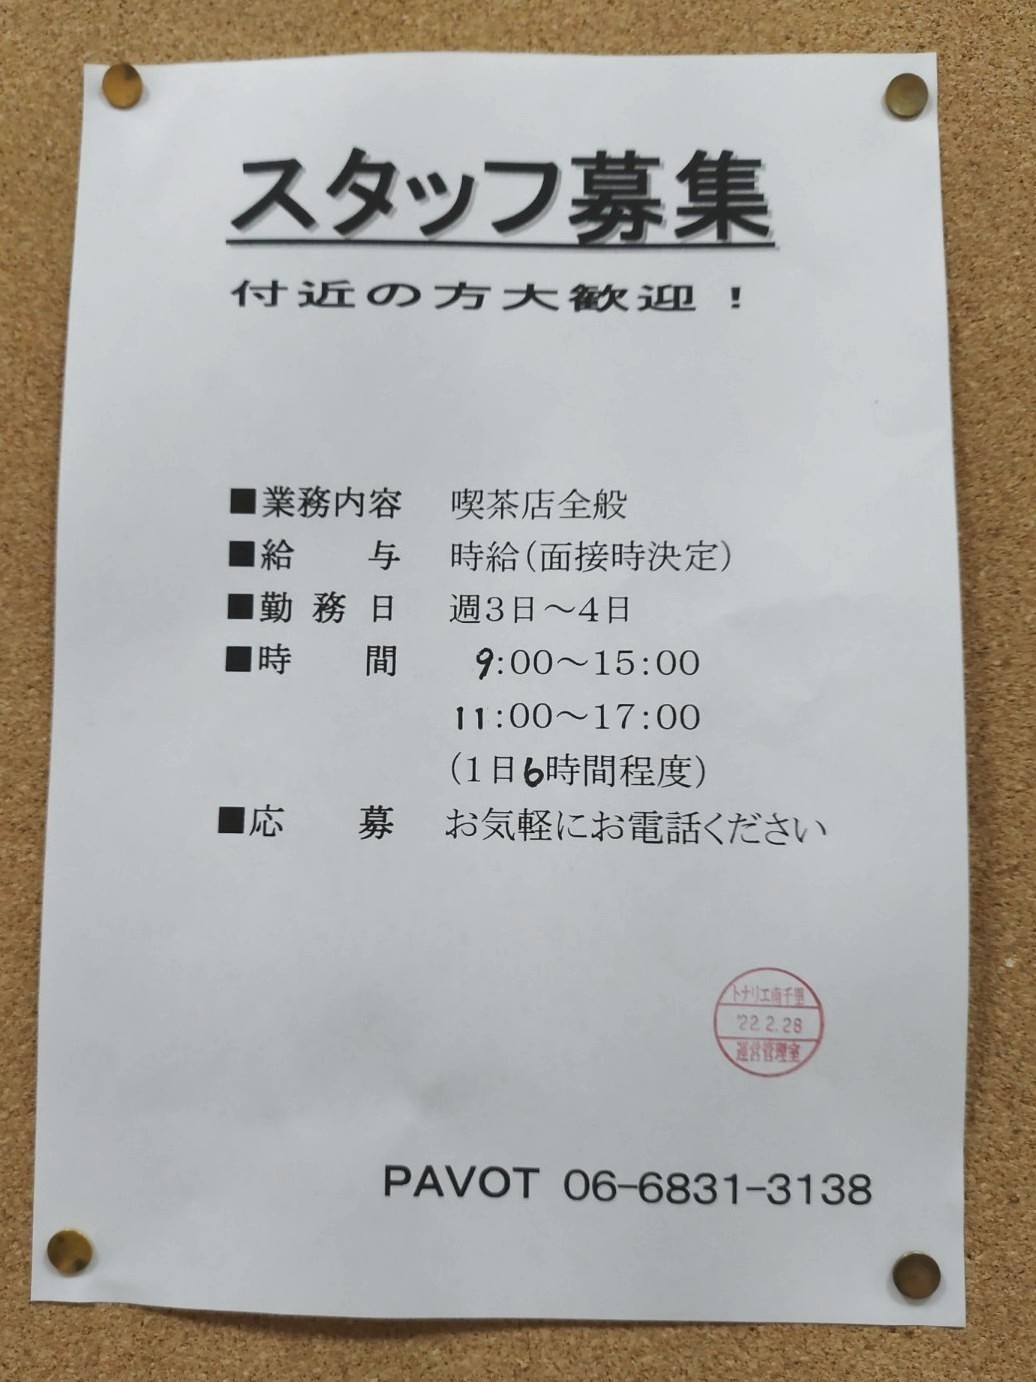 スタッフ募集
付近の方大歓迎！
■業務内容 喫茶店全般
■給与 時給(面接時決定)
■勤務日 週3日～4日
■時間 9:00～15:00
11:00～17:00
(1日6時間程度)
■応募 お気軽にお電話ください
トナリエ南千里
'22.2.28
運営管理室
PAVOT 06-6831-3138